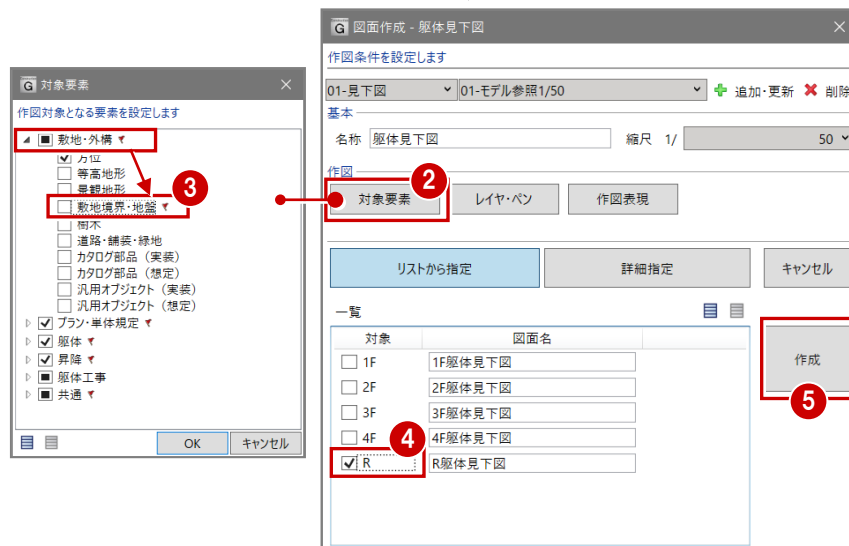 G 対象要素
作図対象となる要素を設定します
敷地・外構
方位
等高地形
景観地形
敷地境界・地盤
3
樹木
道路・舗装・緑地
カタログ部品（実装）
カタログ部品（想定）
汎用オブジェクト（実装）
汎用オブジェクト（想定）
プラン・単体規定
躯体
昇降
躯体工事
共通
OK キャンセル
G 図面作成 - 躯体見下図
作図条件を設定します
01-見下図 01-モデル参照1/50 追加・更新 削除
基本
名称 躯体見下図 縮尺 1/ 50
作図
2
対象要素 レイヤ・ペン 作図表現
リストから指定 詳細指定 キャンセル
一覧
対象 図面名
1F 1F躯体見下図
2F 2F躯体見下図
3F 3F躯体見下図
4F 4F躯体見下図
4
R R躯体見下図
作成
5